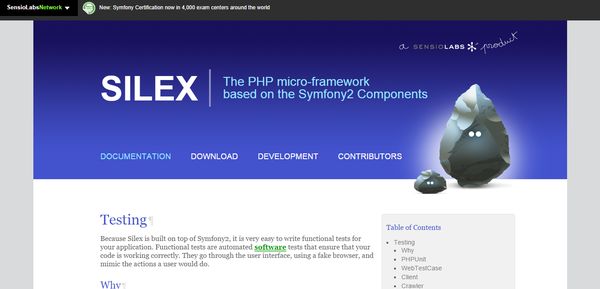 SensioLabsNetwork New: Symfony Certification now in 4,000 exam centers around the world
a SENSIOLABS product
SILEX
The PHP micro-framework
based on the Symfony2 Components
DOCUMENTATION DOWNLOAD DEVELOPMENT CONTRIBUTORS
Testing¶
Because Silex is built on top of Symfony2, it is very easy to write functional tests for
your application. Functional tests are automated software tests that ensure that your
code is working correctly. They go through the user interface, using a fake browser, and
mimic the actions a user would do.
Why¶
Table of Contents
Testing
Why
PHPUnit
WebTestCase
Client
Crawler